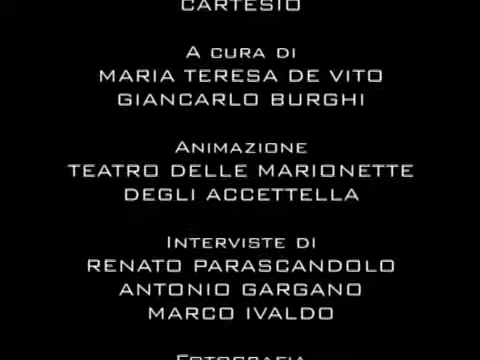 CARTESIO
A CURA DI
MARIA TERESA DE VITO
GIANCARLO BURGHI
ANIMAZIONE
TEATRO DELLE MARIONETTE
DEGLI ACCETTELLA
INTERVISTE DI
RENATO PARASCANDOLO
ANTONIO GARGANO
MARCO IVALDO
FOTOGRAFIA